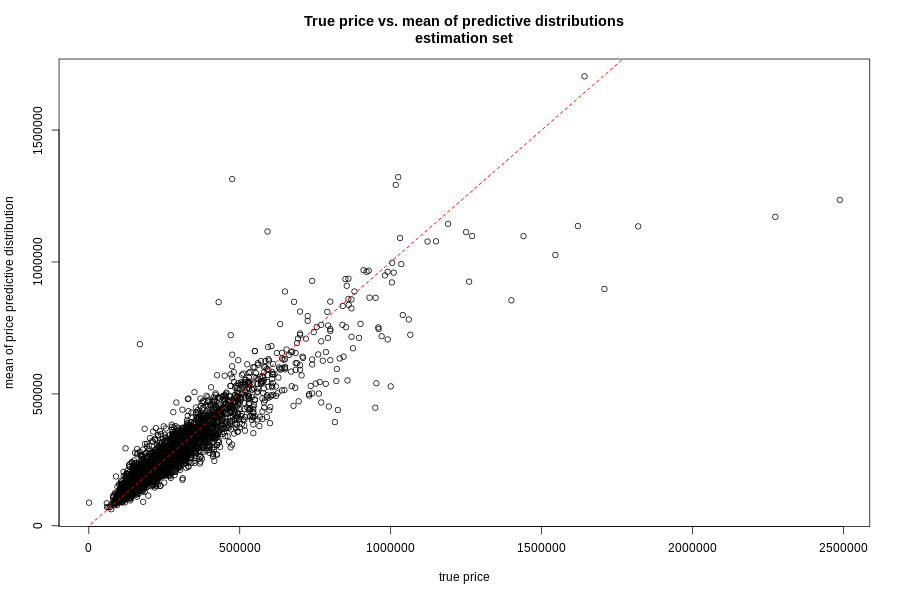 True price vs. mean of predictive distributions
estimation set
mean of price predictive distribution
1500000
1000000
500000
0
0 500000 1000000 1500000 2000000 2500000
true price